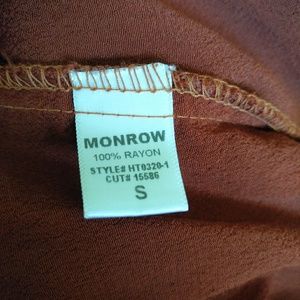 MONROW
100% RAYON
STYLE# HT0320-1
CUT# 15586
S